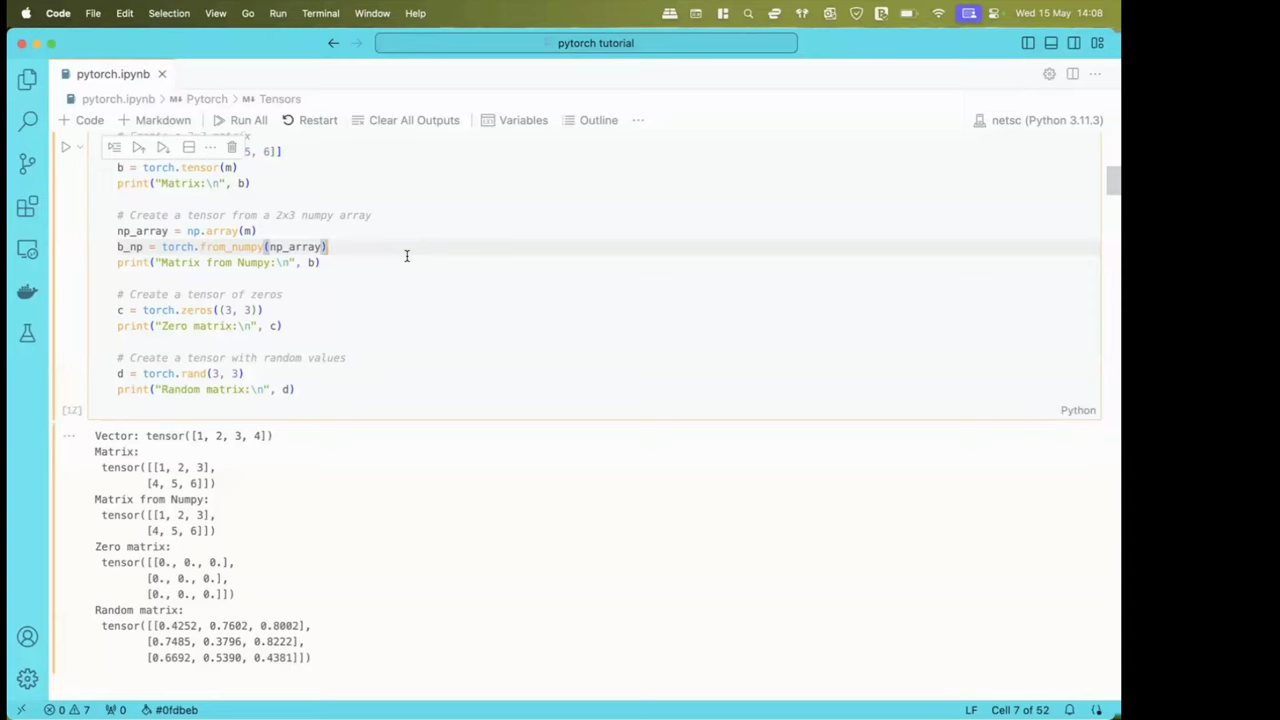 Code File Edit Selection View Go Run Terminal Window Help Wed 15 May 14:08
pytorch tutorial
pytorch.ipynb
pytorch.ipynb > Pytorch > Tensors
+ Code + Markdown Run All Restart Clear All Outputs Variables Outline ... netsc (Python 3.11.3)
5, 6]]
b = torch.tensor(m)
print("Matrix:\n", b)
# Create a tensor from a 2x3 numpy array
np_array = np.array(m)
b_np = torch.from_numpy(np_array)
print("Matrix from Numpy:\n", b)
# Create a tensor of zeros
c = torch.zeros((3, 3))
print("Zero matrix:\n", c)
# Create a tensor with random values
d = torch.rand(3, 3)
print("Random matrix:\n", d)
[12] Python
Vector: tensor([1, 2, 3, 4])
Matrix:
tensor([[1, 2, 3],
[4, 5, 6]])
Matrix from Numpy:
tensor([[1, 2, 3],
[4, 5, 6]])
Zero matrix:
tensor([[0., 0., 0.],
[0., 0., 0.],
[0., 0., 0.]])
Random matrix:
tensor([[0.4252, 0.7602, 0.8002],
[0.7485, 0.3796, 0.8222],
[0.6692, 0.5390, 0.4381]])
0 7 0 #0fdbeb LF Cell 7 of 52